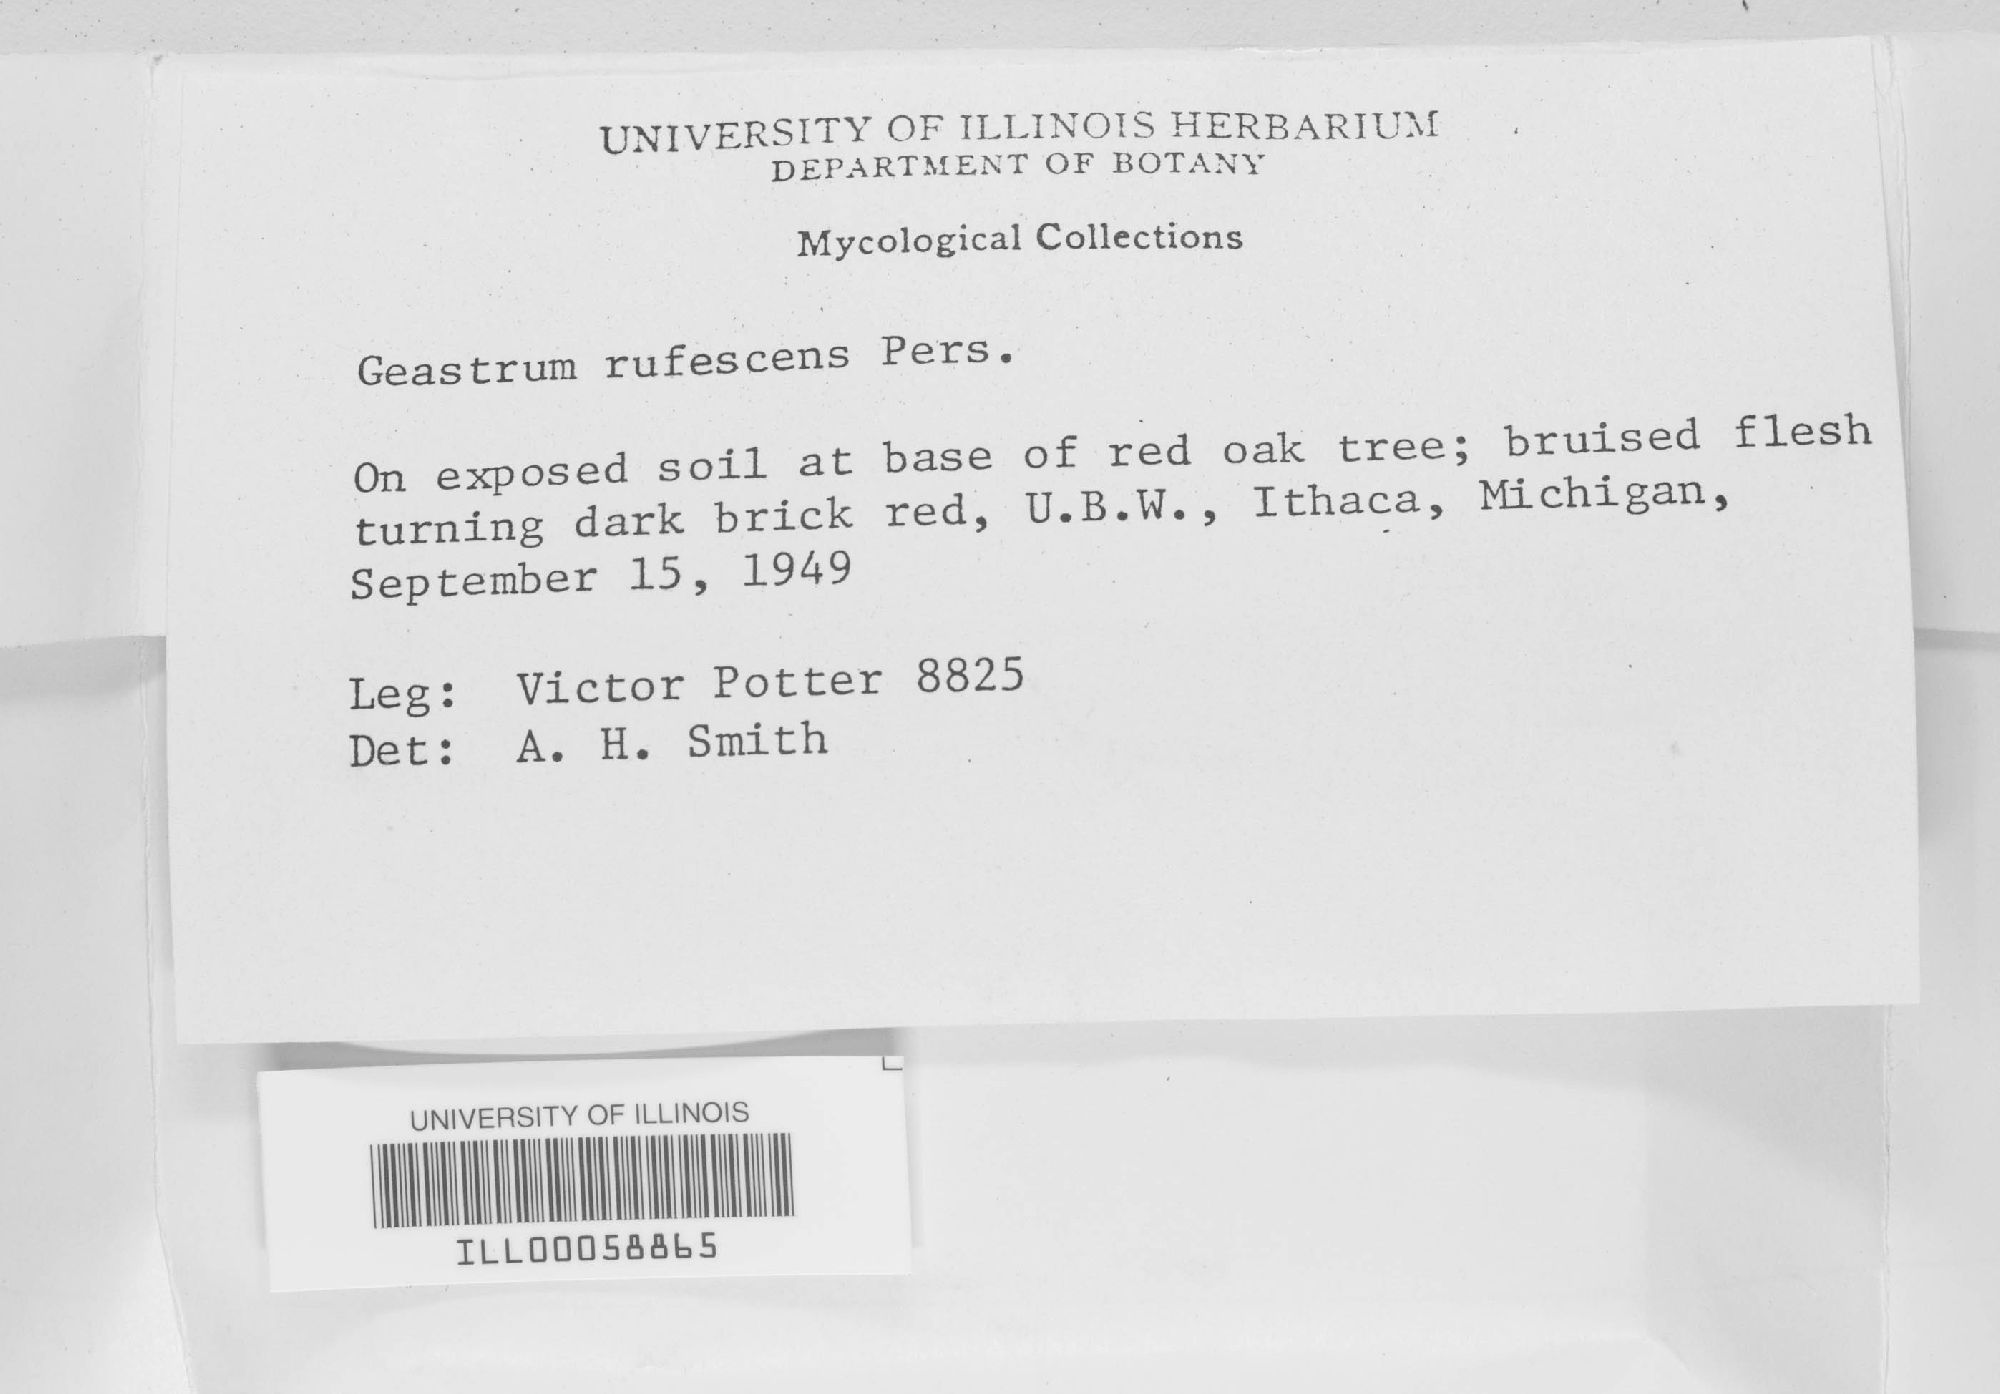 UNIVERSITY OF ILLINOIS HERBARIUM
DEPARTMENT OF BOTANY
Mycological Collections
Geastrum rufescens Pers.
On exposed soil at base of red oak tree; bruised flesh
turning dark brick red, U.B.W., Ithaca, Michigan,
September 15, 1949
Leg: Victor Potter 8825
Det: A. H. Smith
UNIVERSITY OF ILLINOIS
ILL00058865